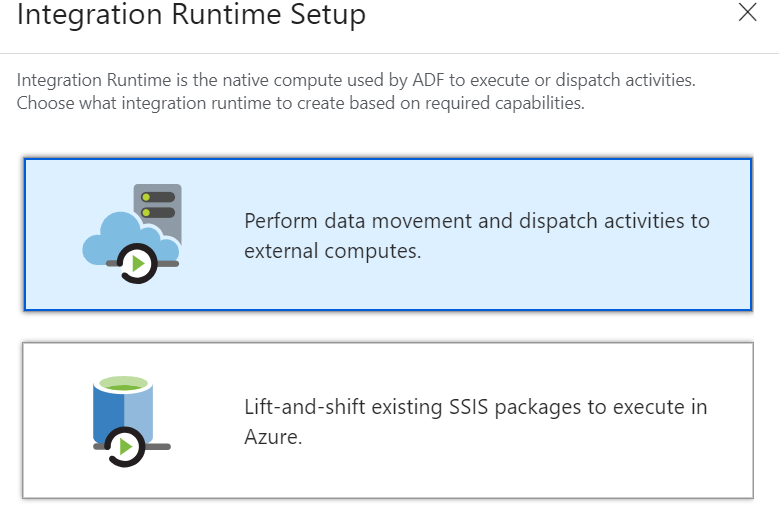 Integration Runtime Setup
Integration Runtime is the native compute used by ADF to execute or dispatch activities.
Choose what integration runtime to create based on required capabilities.
Perform data movement and dispatch activities to
external computes.
Lift-and-shift existing SSIS packages to execute in
Azure.